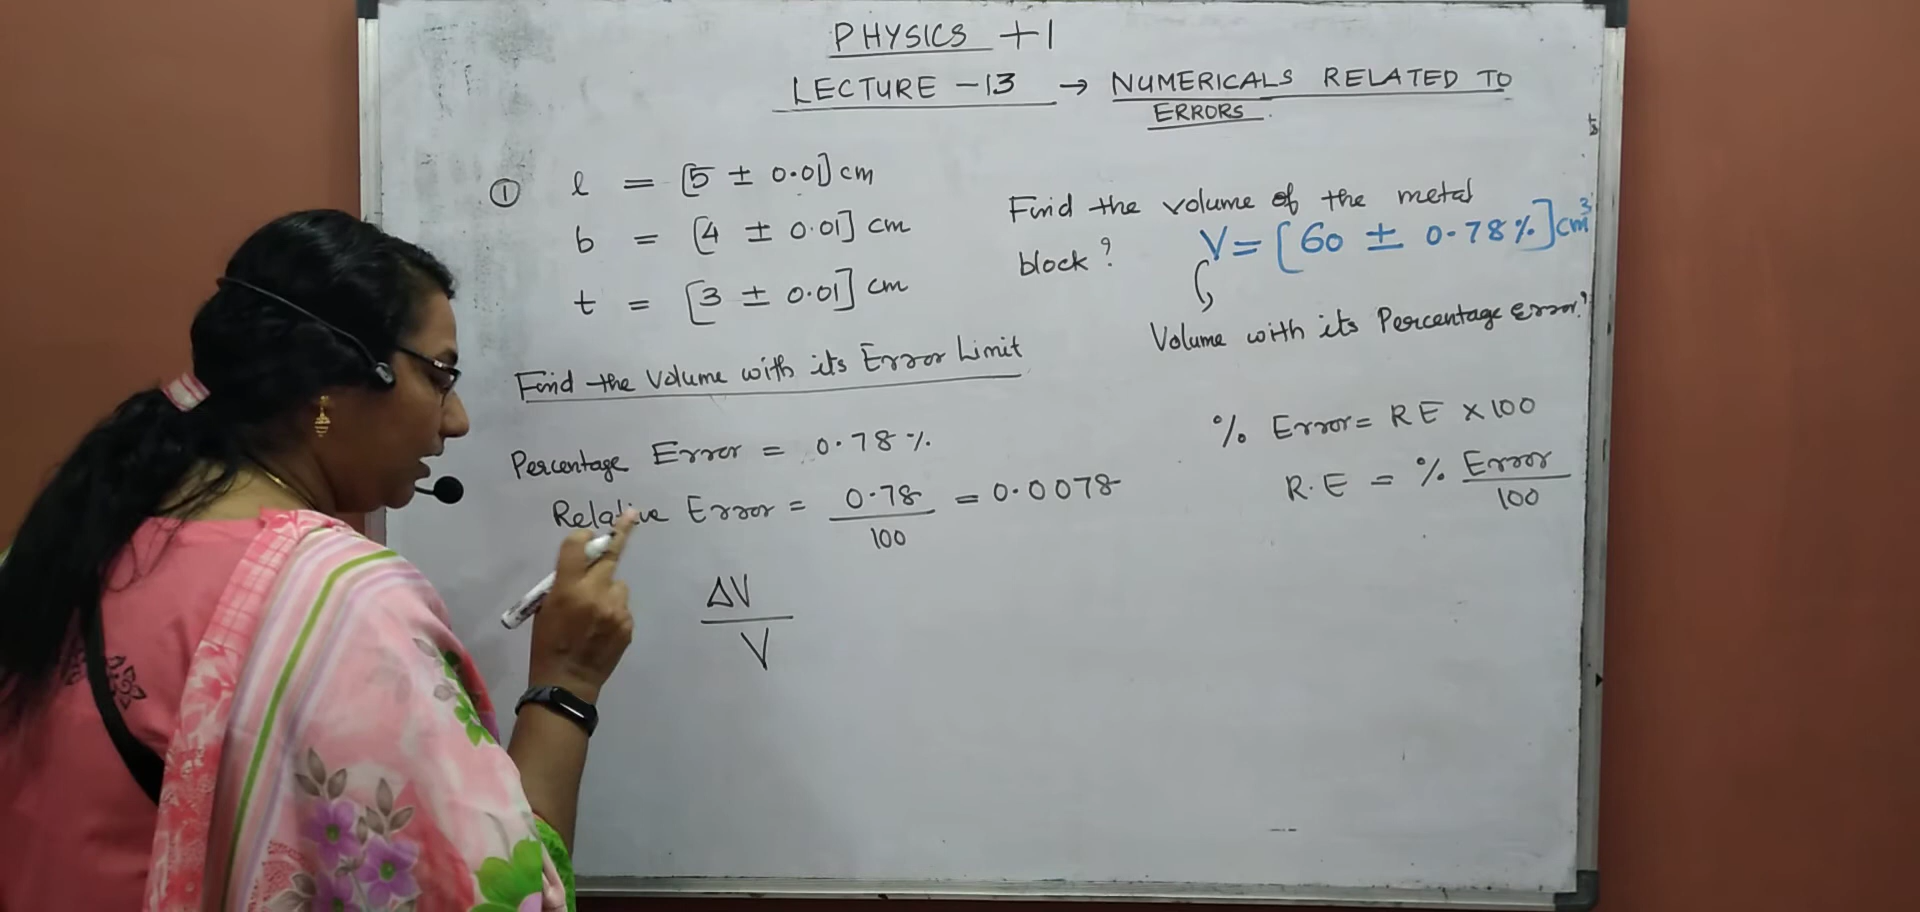 PHYSICS +1
LECTURE - 13 → NUMERICALS RELATED TO
ERRORS.
① l = [5 ± 0.01] cm
b = [4 ± 0.01] cm
t = [3 ± 0.01] cm
Find the volume of the metal
block? V = [60 ± 0.78%] cm³
Volume with its Percentage Error?
Find the Volume with its Error Limit
Percentage Error = 0.78%
Relative Error = 0.78/100 = 0.0078
ΔV/V
% Error = RE × 100
R.E = % Error/100